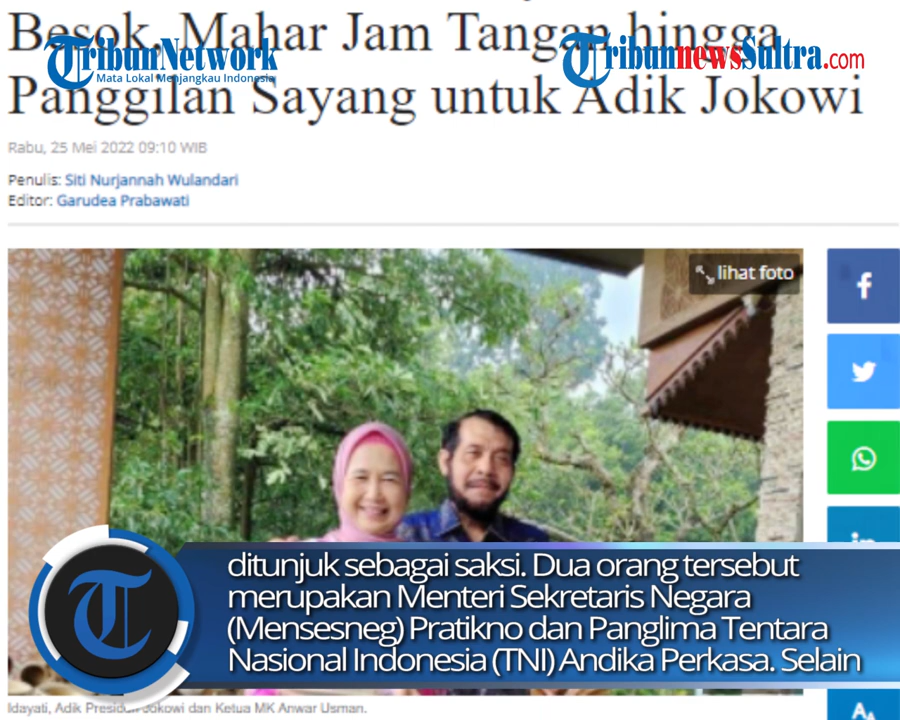 Besok, Mahar Jam Tangan hingga
TribunNetwork
Mata Lokal Menjangkau Indonesia
TribunnewsSultra.com
Panggilan Sayang untuk Adik Jokowi
Rabu, 25 Mei 2022 09:10 WIB
Penulis: Siti Nurjannah Wulandari
Editor: Garudea Prabawati
lihat foto
f
in
T
ditunjuk sebagai saksi. Dua orang tersebut
merupakan Menteri Sekretaris Negara
(Mensesneg) Pratikno dan Panglima Tentara
Nasional Indonesia (TNI) Andika Perkasa. Selain
Idayati, Adik Presiden Jokowi dan Ketua MK Anwar Usman.
AA